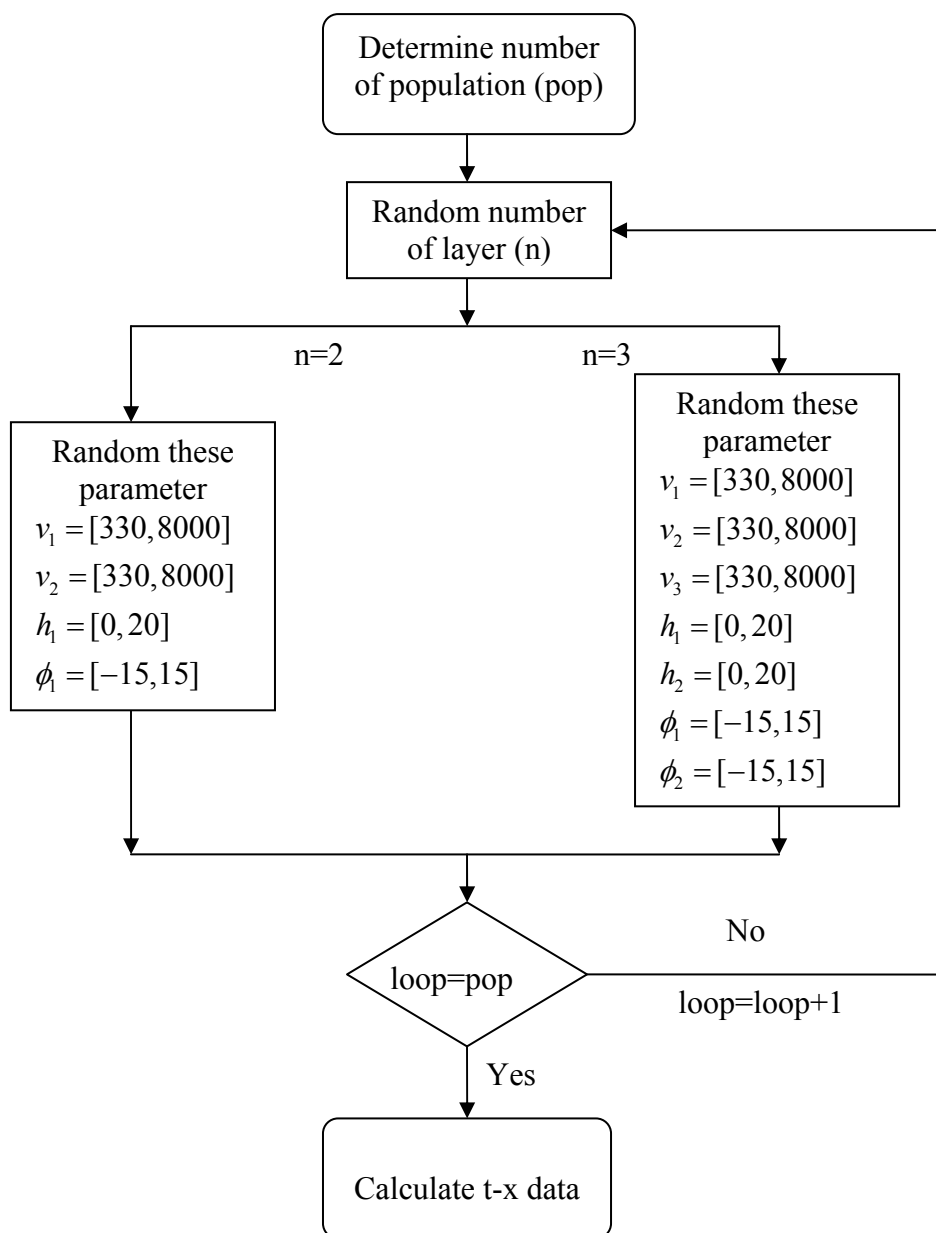 Determine number
of population (pop)
Random number
of layer (n)
n=2
n=3
Random these
parameter
v₁ = [330, 8000]
v₂ = [330, 8000]
h₁ = [0, 20]
ϕ₁ = [−15,15]
Random these
parameter
v₁ = [330, 8000]
v₂ = [330, 8000]
v₃ = [330, 8000]
h₁ = [0, 20]
h₂ = [0, 20]
ϕ₁ = [−15,15]
ϕ₂ = [−15,15]
loop=pop
No
loop=loop+1
Yes
Calculate t-x data